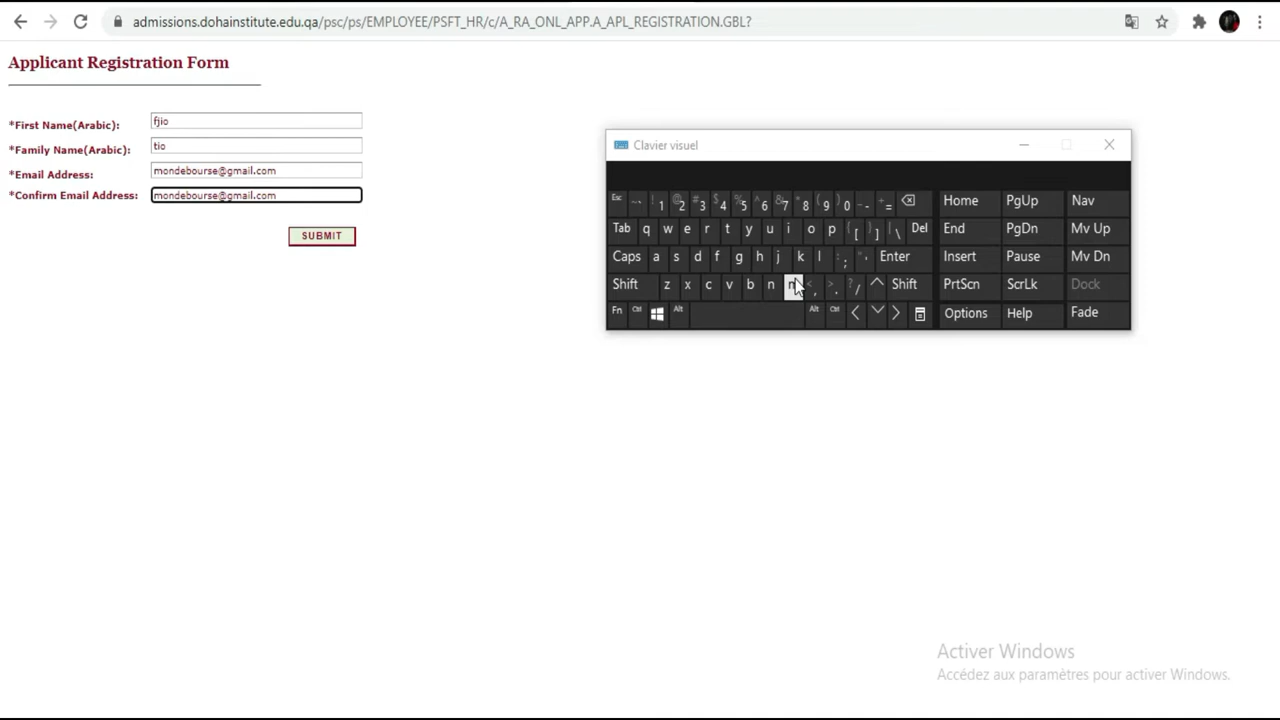 admissions.dohainstitute.edu.qa/psc/ps/EMPLOYEE/PSFT_HR/c/A_RA_ONL_APP.A_APL_REGISTRATION.GBL?
Applicant Registration Form
*First Name(Arabic): fjio
*Family Name(Arabic): tio
*Email Address: mondebourse@gmail.com
*Confirm Email Address: mondebourse@gmail.com
SUBMIT
Clavier visuel
Esc ~ ` ! 1 @ 2 # 3 $ 4 % 5 ^ 6 & 7 * 8 ( 9 ) 0 _ - + = Home PgUp Nav
Tab q w e r t y u i o p { [ } ] | \ Del End PgDn Mv Up
Caps a s d f g h j k l : ; " ' Enter Insert Pause Mv Dn
Shift z x c v b n m < , > . ? / Shift PrtScn ScrLk Dock
Fn Ctrl Alt Alt Ctrl Options Help Fade
Activer Windows
Accédez aux paramètres pour activer Windows.